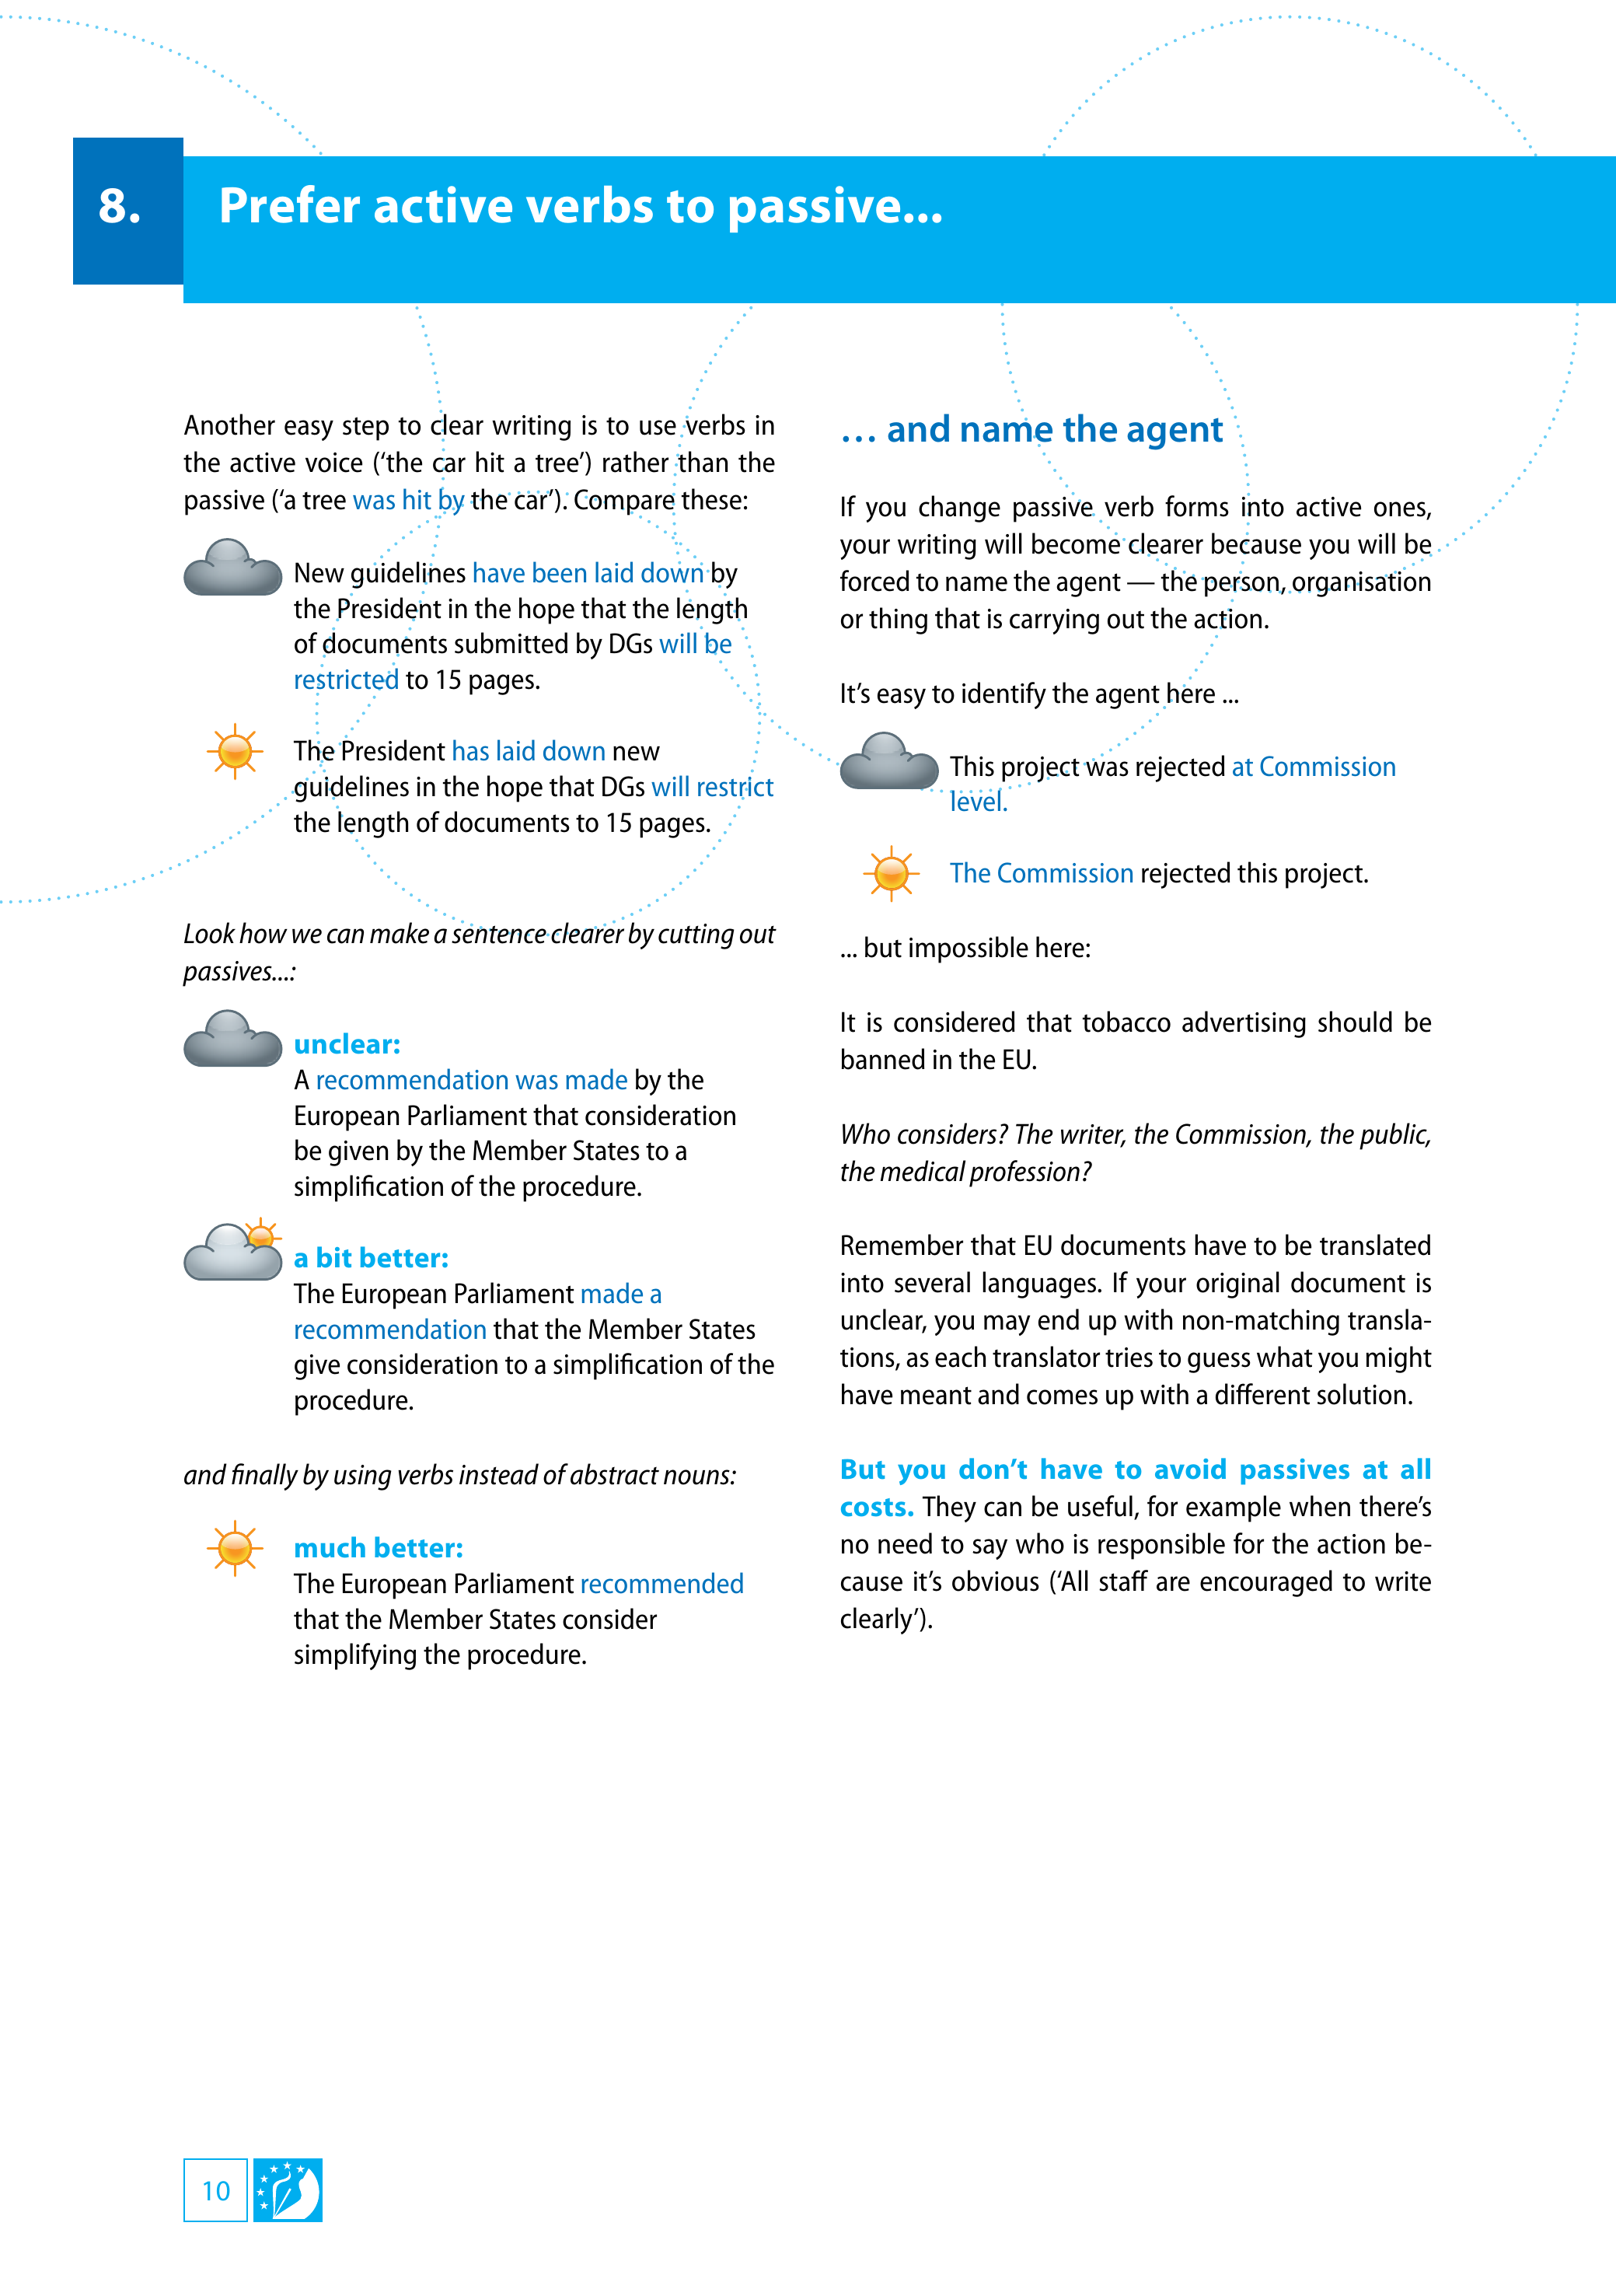 8.
Prefer active verbs to passive...
Another easy step to clear writing is to use verbs in
the active voice (‘the car hit a tree’) rather than the
passive (‘a tree was hit by the car’). Compare these:
New guidelines have been laid down by
the President in the hope that the length
of documents submitted by DGs will be
restricted to 15 pages.
The President has laid down new
guidelines in the hope that DGs will restrict
the length of documents to 15 pages.
Look how we can make a sentence clearer by cutting out
passives...:
unclear:
A recommendation was made by the
European Parliament that consideration
be given by the Member States to a
simplification of the procedure.
a bit better:
The European Parliament made a
recommendation that the Member States
give consideration to a simplification of the
procedure.
and finally by using verbs instead of abstract nouns:
much better:
The European Parliament recommended
that the Member States consider
simplifying the procedure.
… and name the agent
If you change passive verb forms into active ones,
your writing will become clearer because you will be
forced to name the agent — the person, organisation
or thing that is carrying out the action.
It’s easy to identify the agent here ...
This project was rejected at Commission
level.
The Commission rejected this project.
... but impossible here:
It is considered that tobacco advertising should be
banned in the EU.
Who considers? The writer, the Commission, the public,
the medical profession?
Remember that EU documents have to be translated
into several languages. If your original document is
unclear, you may end up with non-matching transla-
tions, as each translator tries to guess what you might
have meant and comes up with a different solution.
But you don’t have to avoid passives at all
costs. They can be useful, for example when there’s
no need to say who is responsible for the action be-
cause it’s obvious (‘All staff are encouraged to write
clearly’).
10